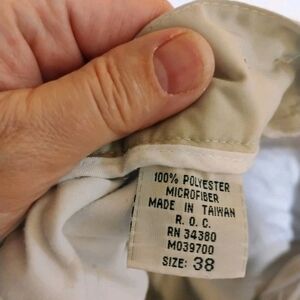 100% POLYESTER
MICROFIBER
MADE IN TAIWAN
R. O. C.
RN 34380
M039700
SIZE: 38